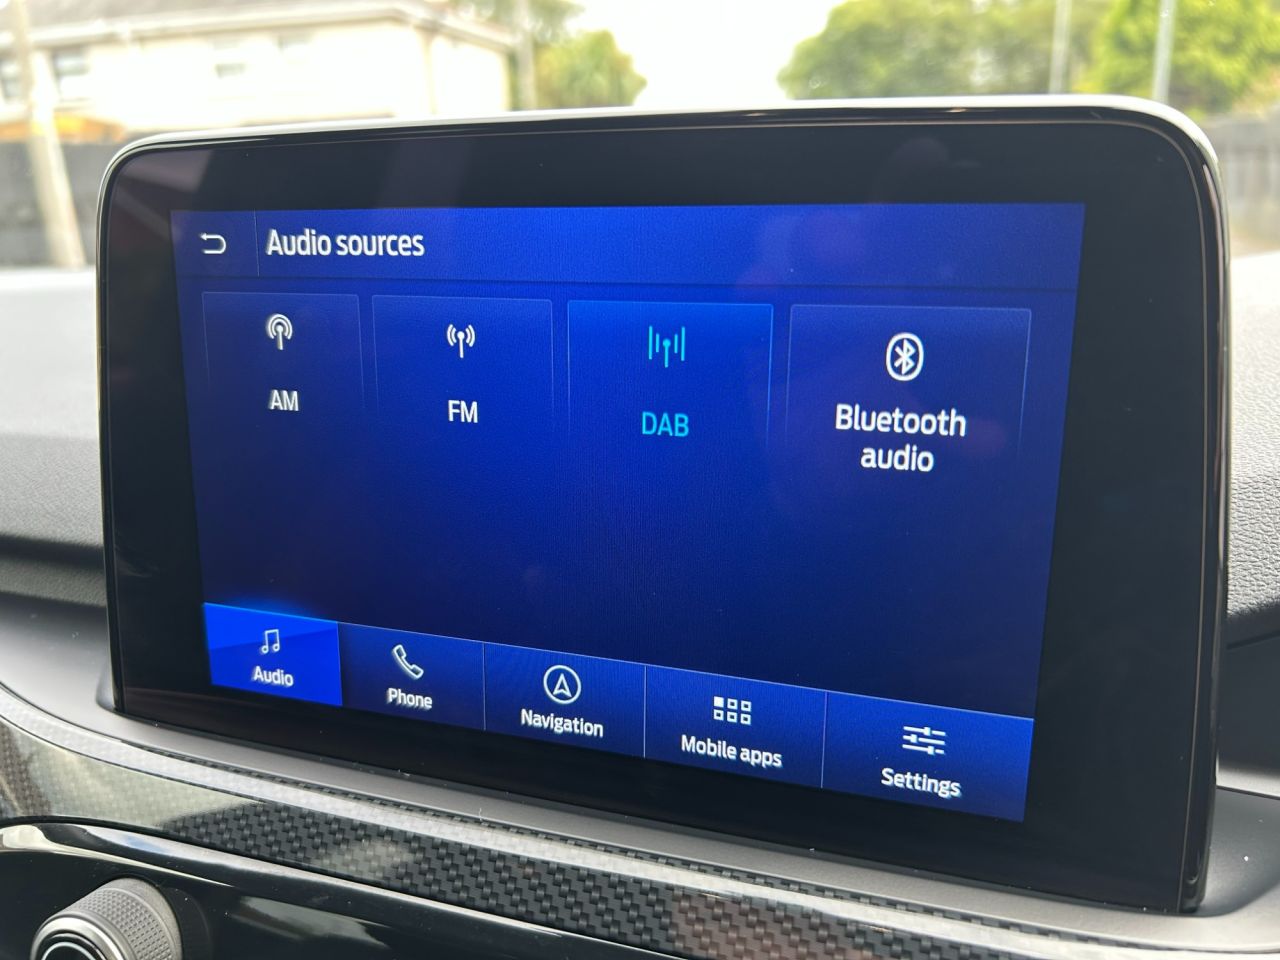 Audio sources
AM
FM
DAB
Bluetooth
audio
Audio
Phone
Navigation
Mobile apps
Settings